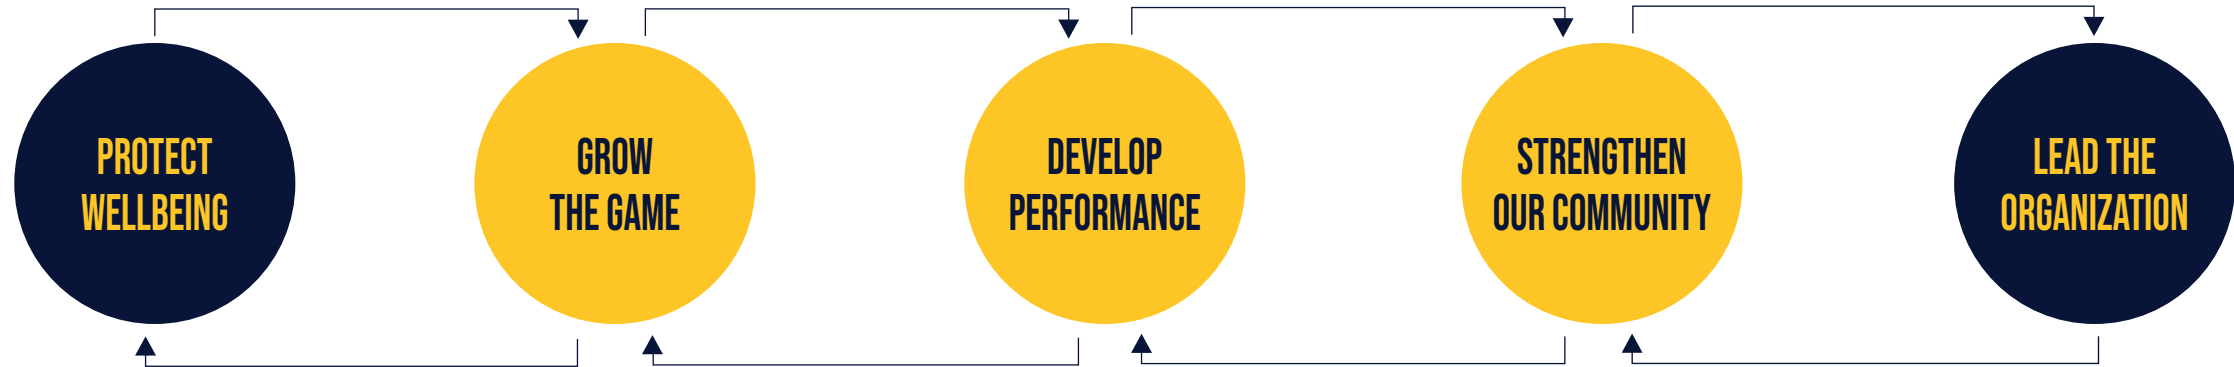 PROTECT
WELLBEING
GROW
THE GAME
DEVELOP
PERFORMANCE
STRENGTHEN
OUR COMMUNITY
LEAD THE
ORGANIZATION